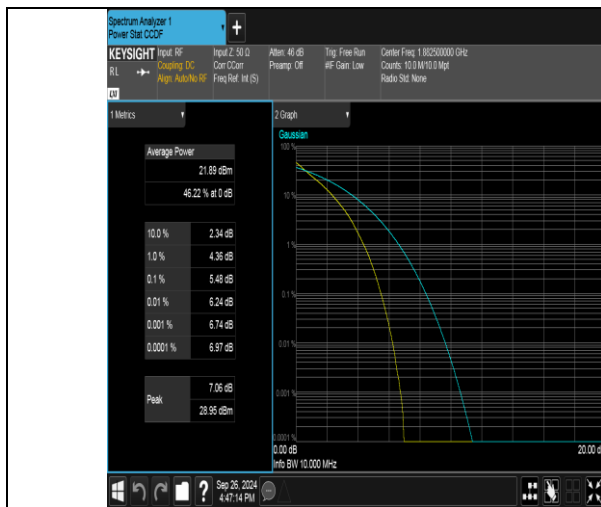 Spectrum Analyzer 1
Power Stat CCDF
KEYSIGHT
RL
Input: RF
Coupling: DC
Align: Auto/No RF
Input Z: 50 Ω
Corr CCorr
Freq Ref: Int (S)
Atten: 46 dB
Preamp: Off
Trig: Free Run
#IF Gain: Low
Center Freq: 1.882500000 GHz
Counts: 10.0 M/10.0 Mpt
Radio Std: None
1 Metrics
Average Power
21.89 dBm
46.22 % at 0 dB
10.0 % 2.34 dB
1.0 % 4.36 dB
0.1 % 5.48 dB
0.01 % 6.24 dB
0.001 % 6.74 dB
0.0001 % 6.97 dB
Peak
7.06 dB
28.95 dBm
2 Graph
Gaussian
100 %
10 %
1 %
0.1 %
0.01 %
0.001 %
0.0001 %
0.00 dB
20.00 dB
Info BW 10.000 MHz
?
Sep 26, 2024
4:47:14 PM